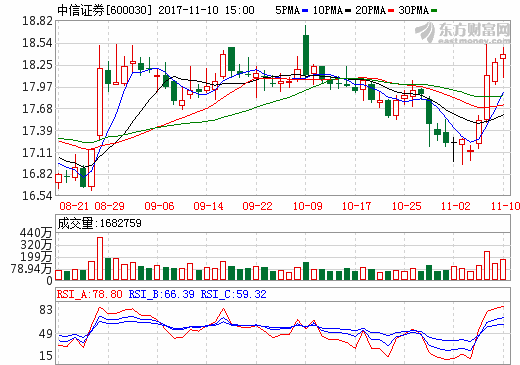 中信证券[600030] 2017-11-10 15:00 5PMA 10PMA 20PMA 30PMA
东方财富网
eastmoney.com
18.82
18.54
18.25
17.97
17.68
17.39
17.11
16.82
16.54
08-21 08-29 09-06 09-14 09-22 10-09 10-17 10-25 11-02 11-10
成交量:1682759
440万
320万
199万
78.94万
0
RSI_A:78.80 RSI_B:66.39 RSI_C:59.32
83
49
15